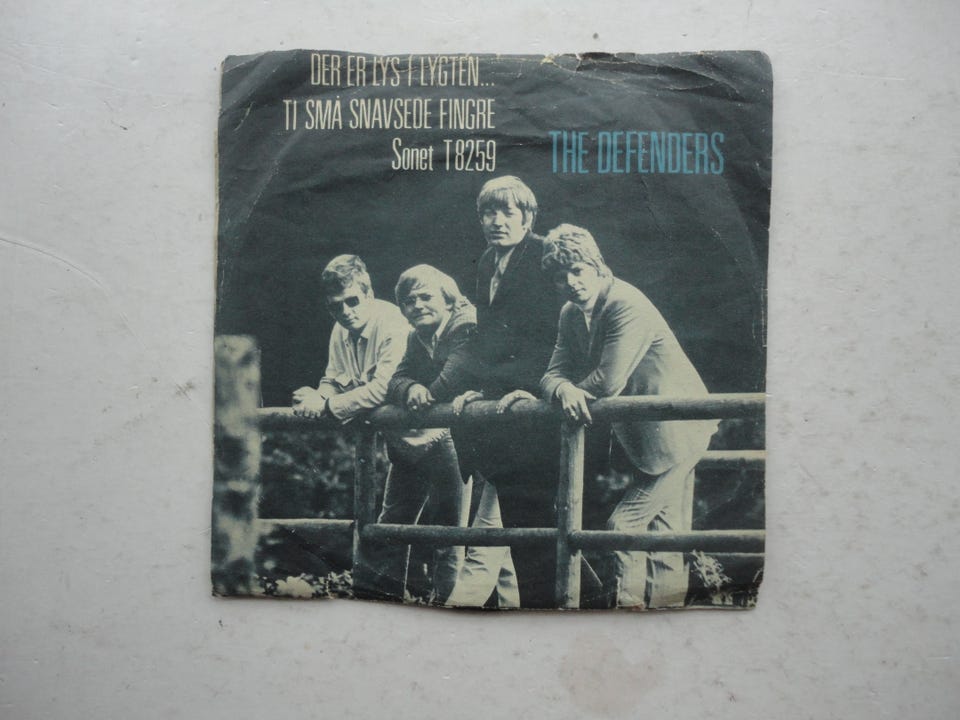 DER ER LYS I LYGTEN...
TI SMÅ SNAVSEDE FINGRE
Sonet T8259
THE DEFENDERS